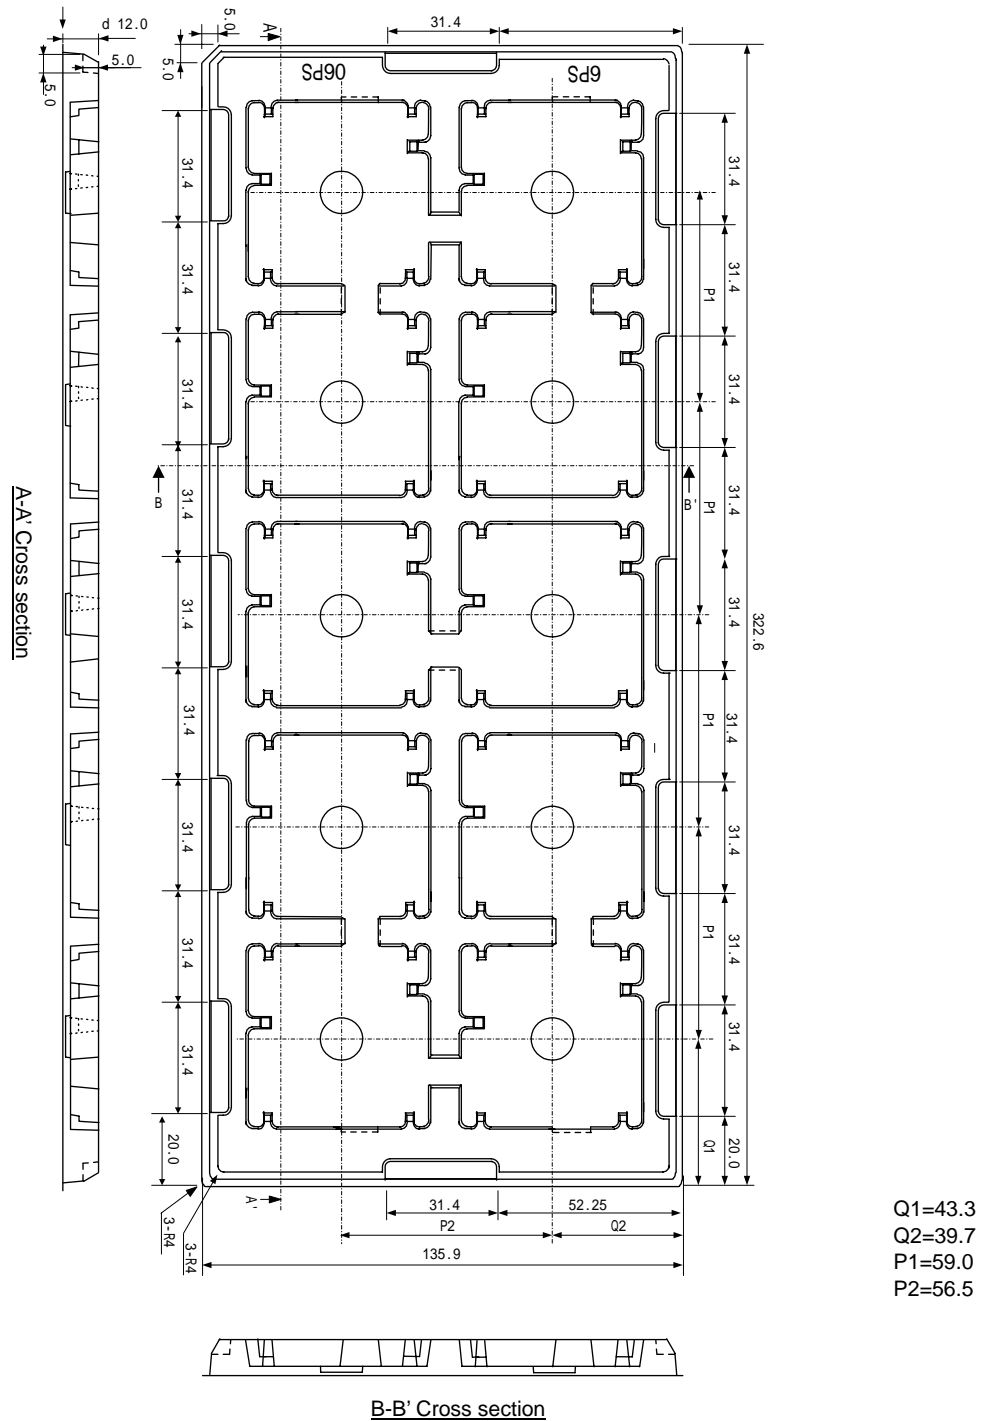 d 12.0
5.0
5.0
5.0
5.0
A
31.4
06PS
6PS
31.4
31.4
31.4
31.4
31.4
31.4
31.4
31.4
31.4
20.0
31.4
31.4
31.4
31.4
31.4
31.4
31.4
31.4
31.4
20.0
P1
P1
P1
P1
Q1
322.6
B
B'
A-A' Cross section
A'
3-R4
3-R4
31.4
52.25
P2
Q2
135.9
Q1=43.3
Q2=39.7
P1=59.0
P2=56.5
B-B' Cross section